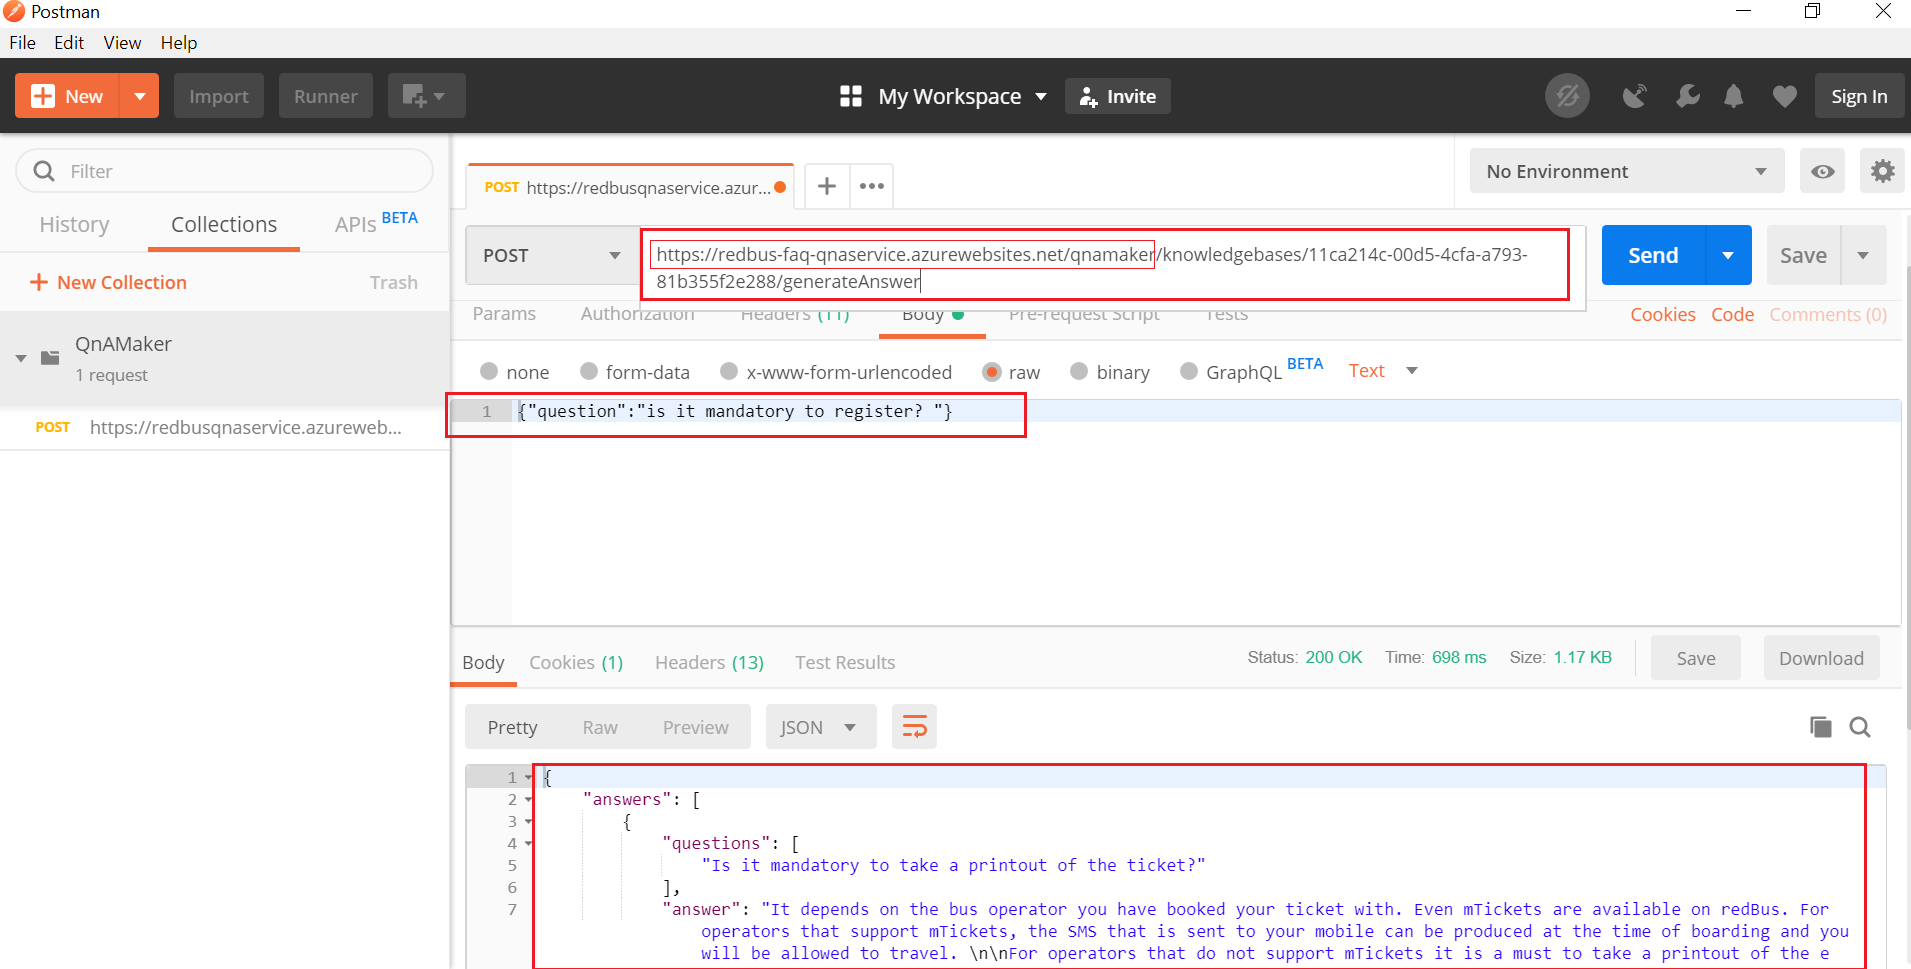 Postman
File Edit View Help
New Import Runner My Workspace Invite Sign In
Filter
History Collections APIs BETA
New Collection Trash
QnAMaker
1 request
POST https://redbusqnaservice.azureweb...
POST https://redbusqnaservice.azur...
No Environment
POST
https://redbus-faq-qnaservice.azurewebsites.net/qnamaker/knowledgebases/11ca214c-00d5-4cfa-a793-
81b355f2e288/generateAnswer
Send Save
Params Authorization Headers (11) Body Pre-request Script Tests Cookies Code Comments (0)
none form-data x-www-form-urlencoded raw binary GraphQL BETA Text
1 {"question":"is it mandatory to register? "}
Body Cookies (1) Headers (13) Test Results Status: 200 OK Time: 698 ms Size: 1.17 KB Save Download
Pretty Raw Preview JSON
1 {
2 "answers": [
3 {
4 "questions": [
5 "Is it mandatory to take a printout of the ticket?"
6 ],
7 "answer": "It depends on the bus operator you have booked your ticket with. Even mTickets are available on redBus. For
operators that support mTickets, the SMS that is sent to your mobile can be produced at the time of boarding and you
will be allowed to travel. \n\nFor operators that do not support mTickets it is a must to take a printout of the e